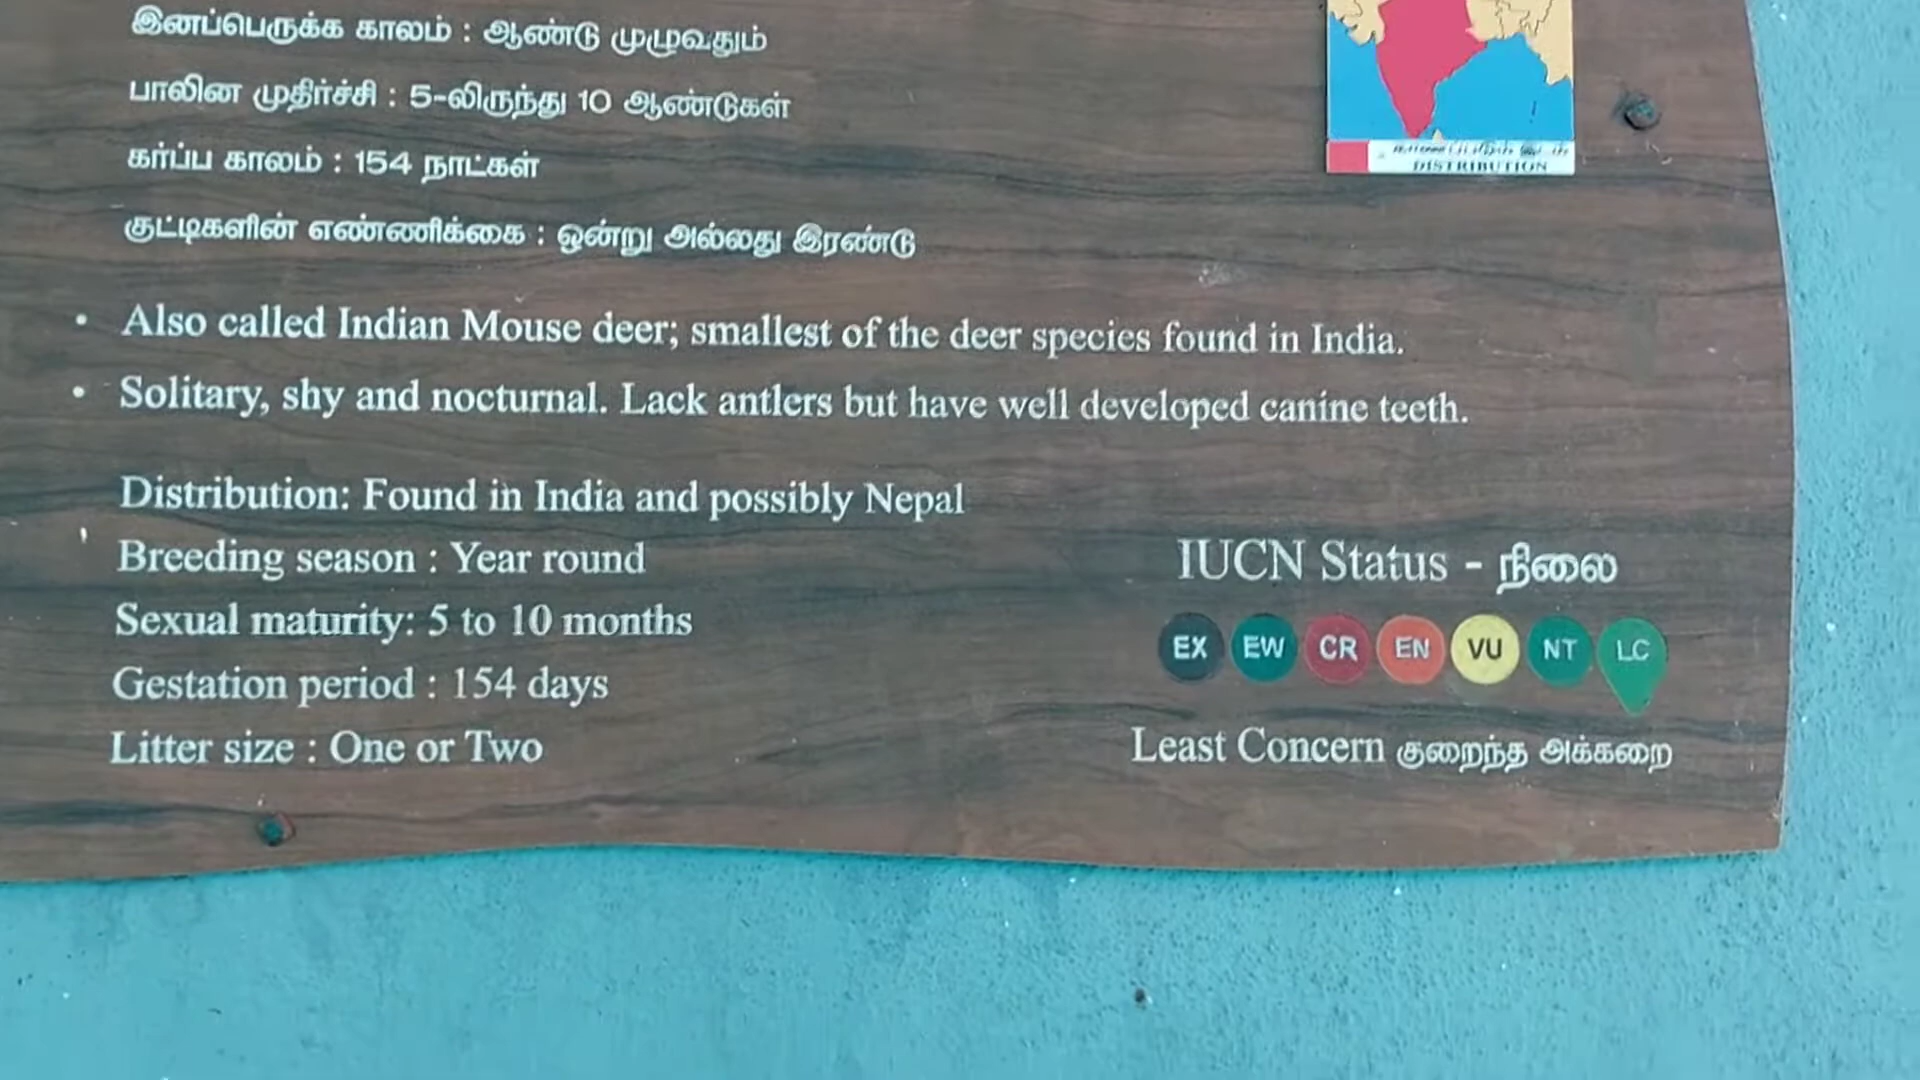 இனப்பெருக்க காலம் : ஆண்டு முழுவதும்
பாலின முதிர்ச்சி : 5-லிருந்து 10 ஆண்டுகள்
கர்ப்ப காலம் : 154 நாட்கள்
குட்டிகளின் எண்ணிக்கை : ஒன்று அல்லது இரண்டு
DISTRIBUTION
• Also called Indian Mouse deer; smallest of the deer species found in India.
• Solitary, shy and nocturnal. Lack antlers but have well developed canine teeth.
Distribution: Found in India and possibly Nepal
Breeding season : Year round
Sexual maturity: 5 to 10 months
Gestation period : 154 days
Litter size : One or Two
IUCN Status - நிலை
EX EW CR EN VU NT LC
Least Concern குறைந்த அக்கறை